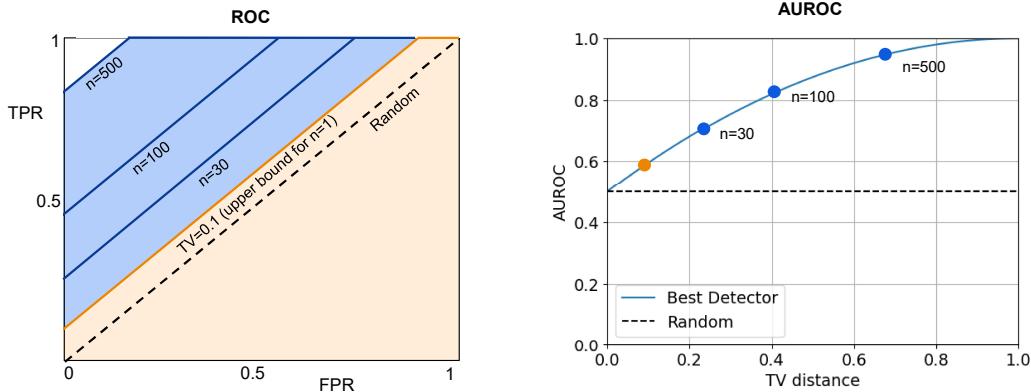 ROC
1
n=500
TPR
n=100
n=30
Random
TV=0.1 (upper bound for n=1)
0.5
0
0.5
1
FPR
AUROC
1.0
0.8
0.6
0.4
0.2
0.0
AUROC
n=500
n=100
n=30
Best Detector
Random
0.0
0.2
0.4
0.6
0.8
1.0
TV distance